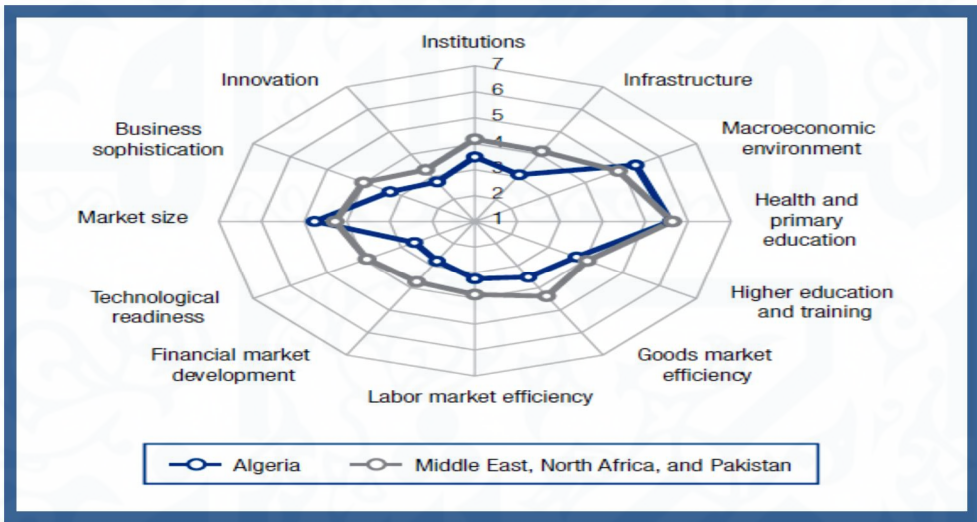 Institutions
7
6
5
4
3
2
1
Infrastructure
Macroeconomic
environment
Health and
primary
education
Higher education
and training
Goods market
efficiency
Labor market efficiency
Financial market
development
Technological
readiness
Market size
Business
sophistication
Innovation
Algeria
Middle East, North Africa, and Pakistan